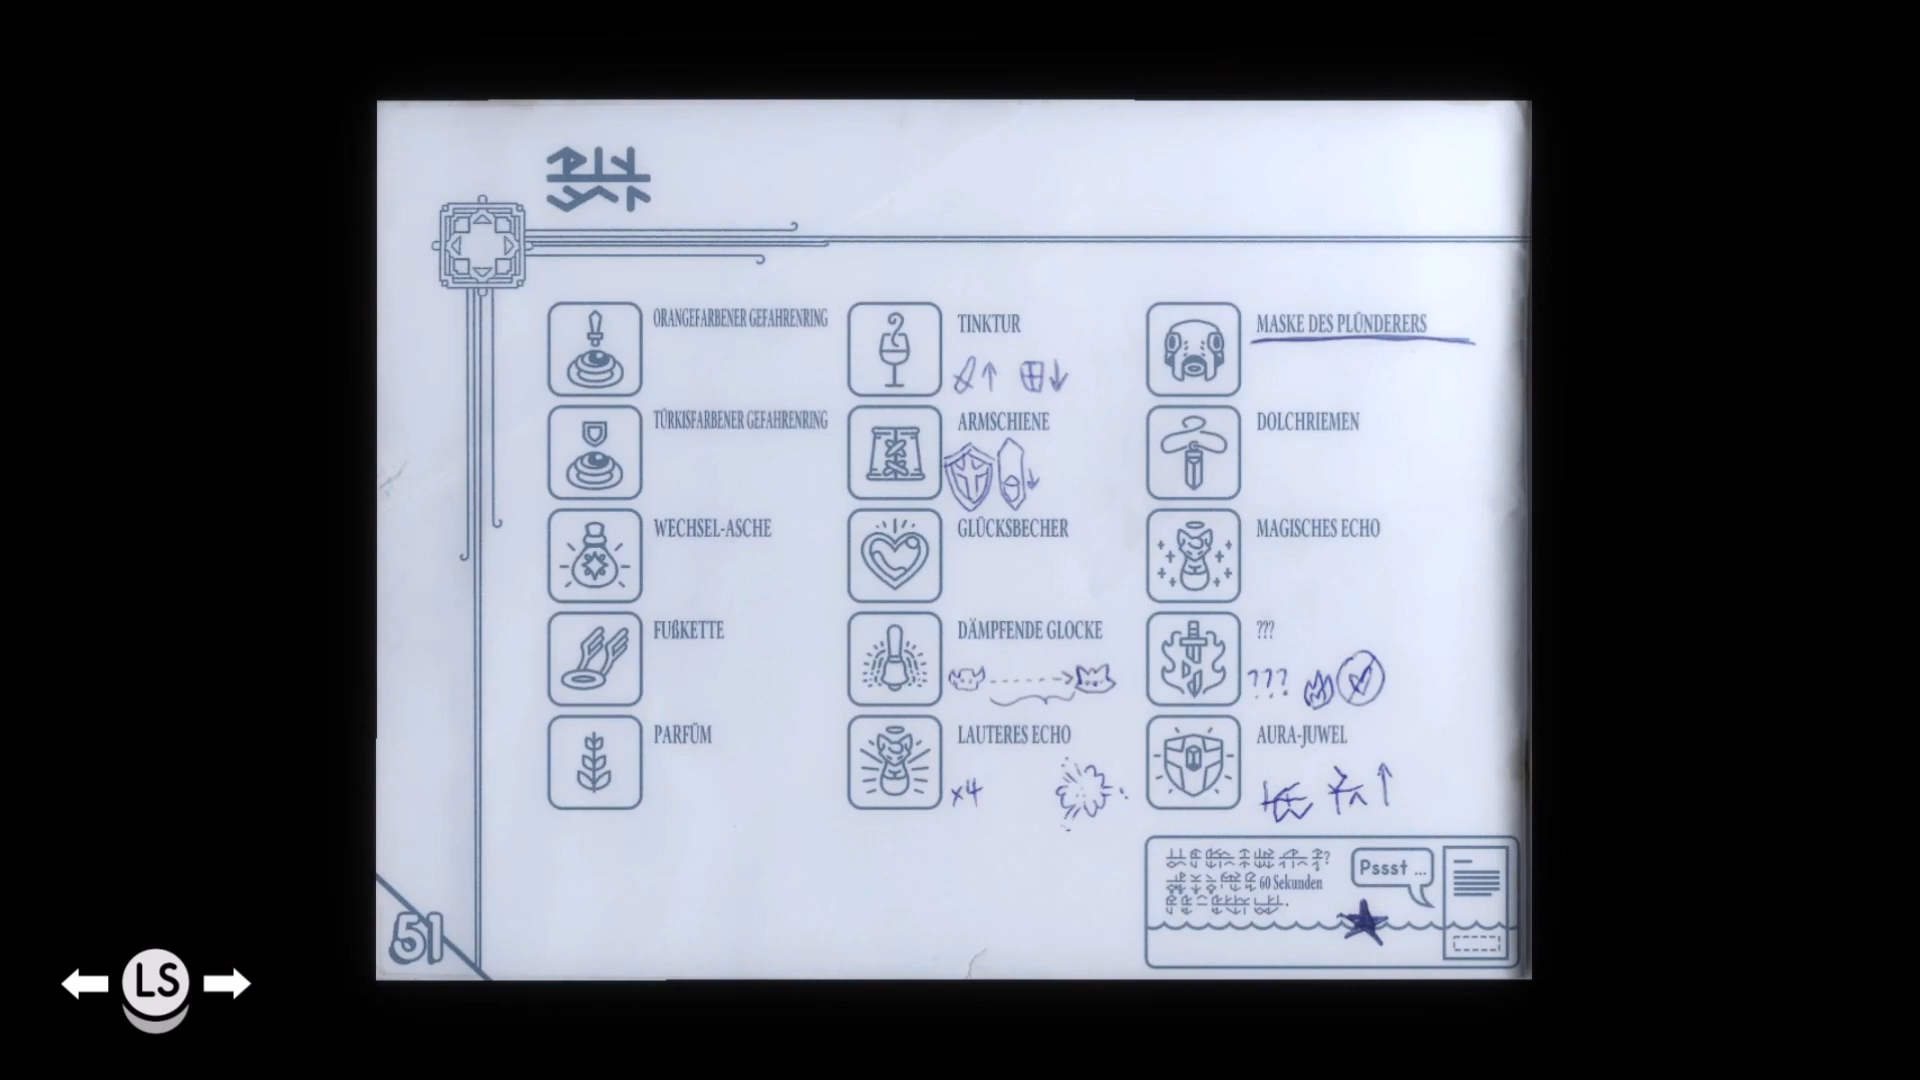 ORANGEFARBENER GEFAHRENRING
TÜRKISFARBENER GEFAHRENRING
WECHSEL-ASCHE
FUßKETTE
PARFÜM
TINKTUR
ARMSCHIENE
GLÜCKSBECHER
DÄMPFENDE GLOCKE
LAUTERES ECHO
x4
MASKE DES PLÜNDERERS
DOLCHRIEMEN
MAGISCHES ECHO
???
???
AURA-JUWEL
?
60 Sekunden
Pssst ...
51
LS